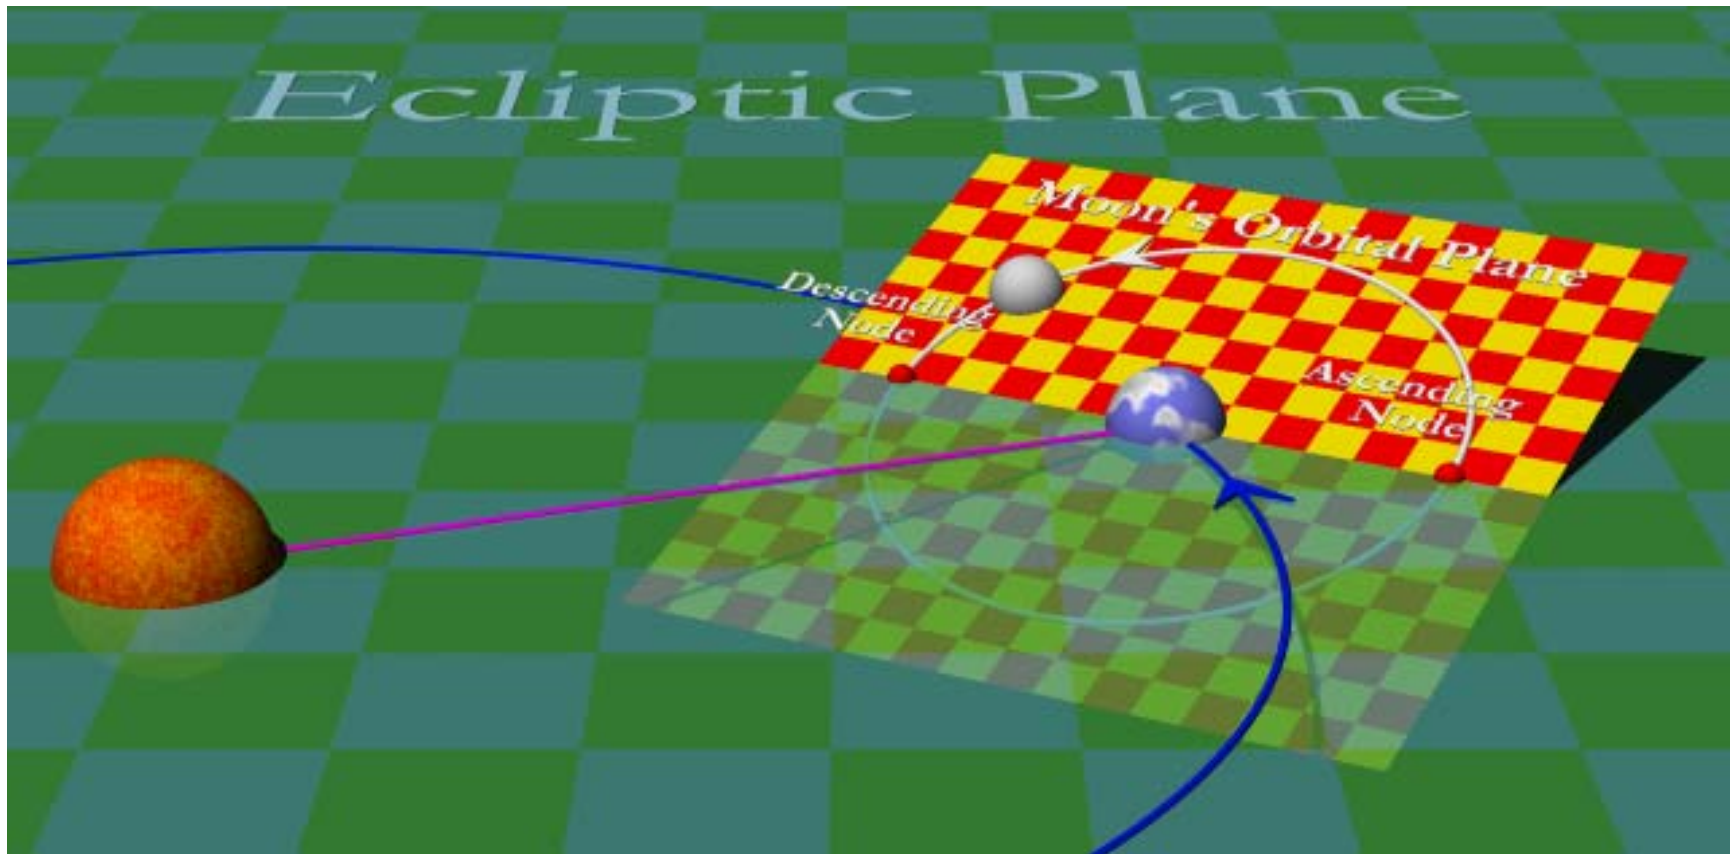 Ecliptic Plane
Moon's Orbital Plane
Descending
Node
Ascending
Node